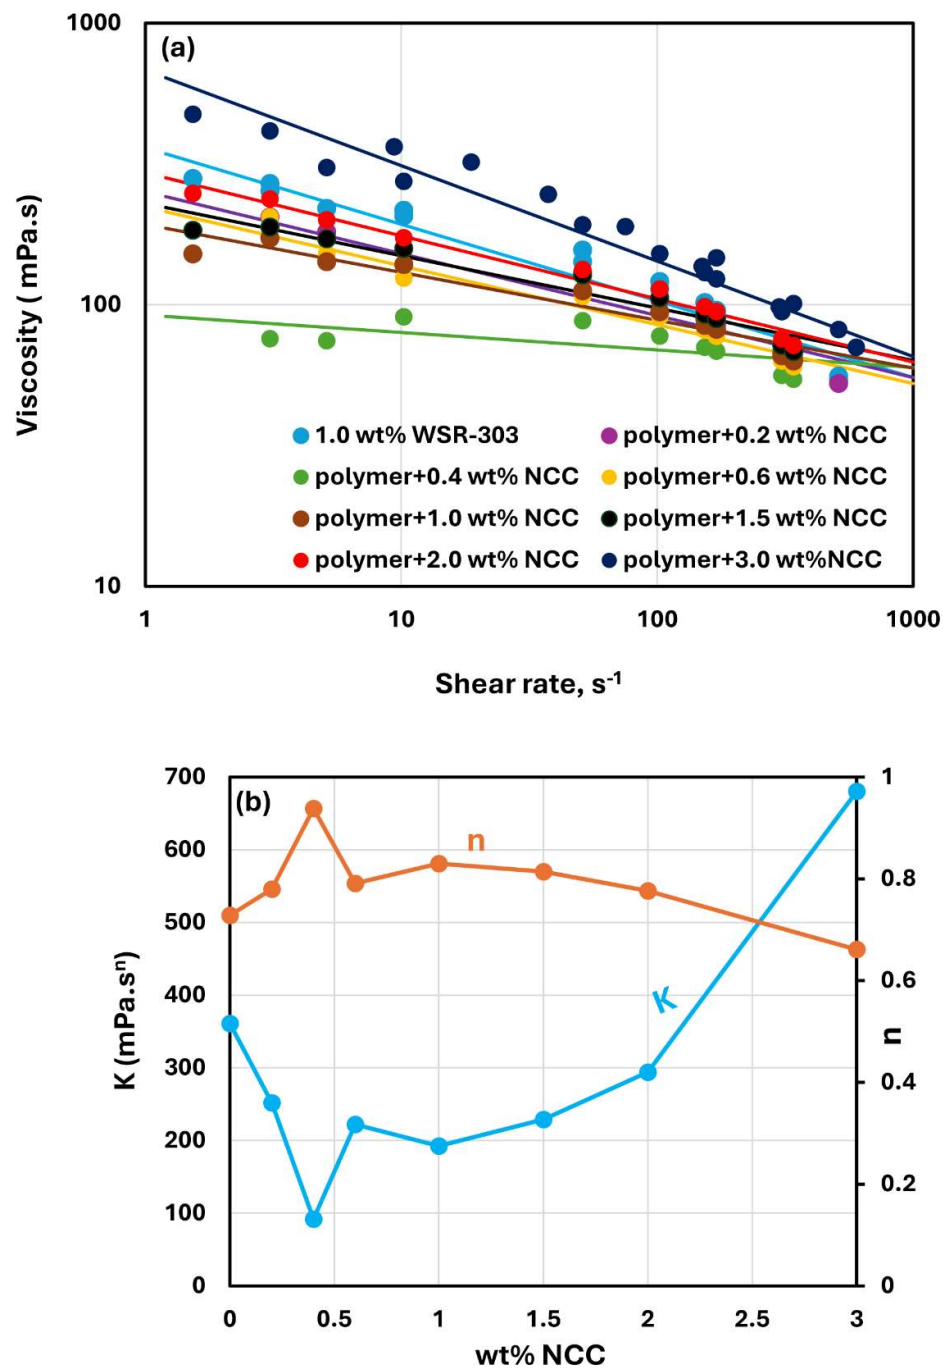 1000
(a)
Viscosity ( mPa.s)
100
1.0 wt% WSR-303
polymer+0.2 wt% NCC
polymer+0.4 wt% NCC
polymer+0.6 wt% NCC
polymer+1.0 wt% NCC
polymer+1.5 wt% NCC
polymer+2.0 wt% NCC
polymer+3.0 wt%NCC
10
1 10 100 1000
Shear rate, s⁻¹
700 1
(b)
n
600
0.8
500
K (mPa.sⁿ)
0.6
400
K
n
300
0.4
200
0.2
100
0 0
0 0.5 1 1.5 2 2.5 3
wt% NCC